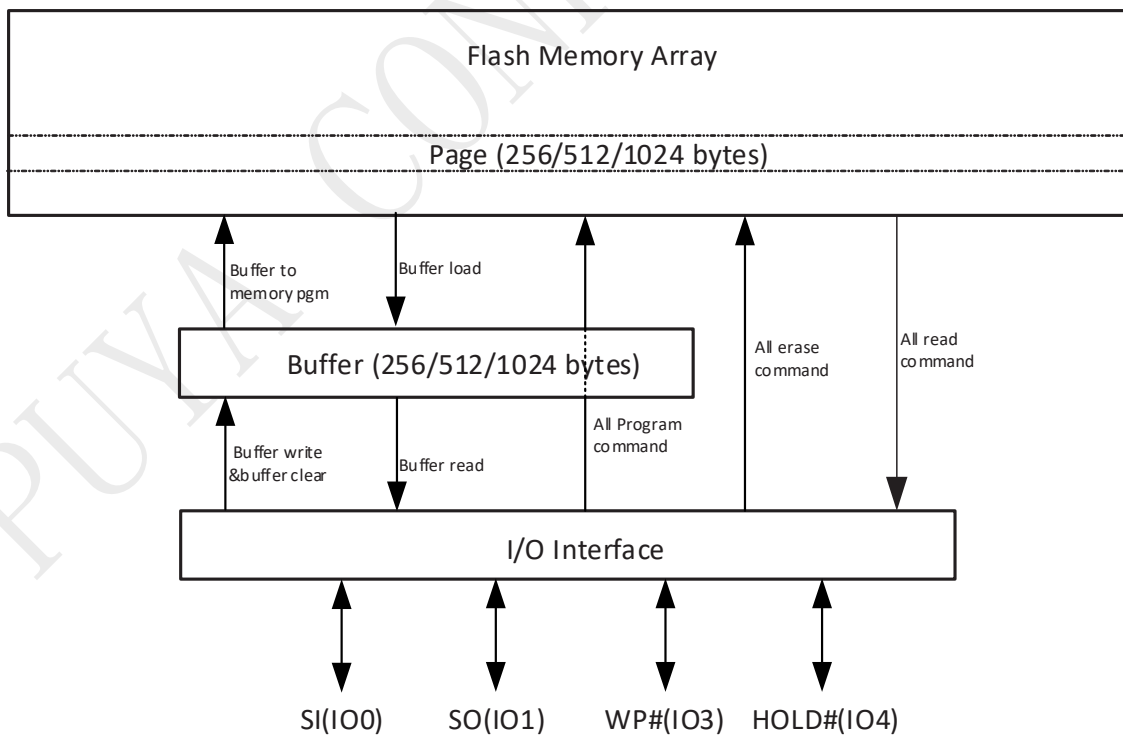 Flash Memory Array
Page (256/512/1024 bytes)
Buffer to
memory pgm
Buffer load
All erase
command
All read
command
Buffer (256/512/1024 bytes)
All Program
command
Buffer write
&buffer clear
Buffer read
I/O Interface
SI(IO0)
SO(IO1)
WP#(IO3)
HOLD#(IO4)
PUYA